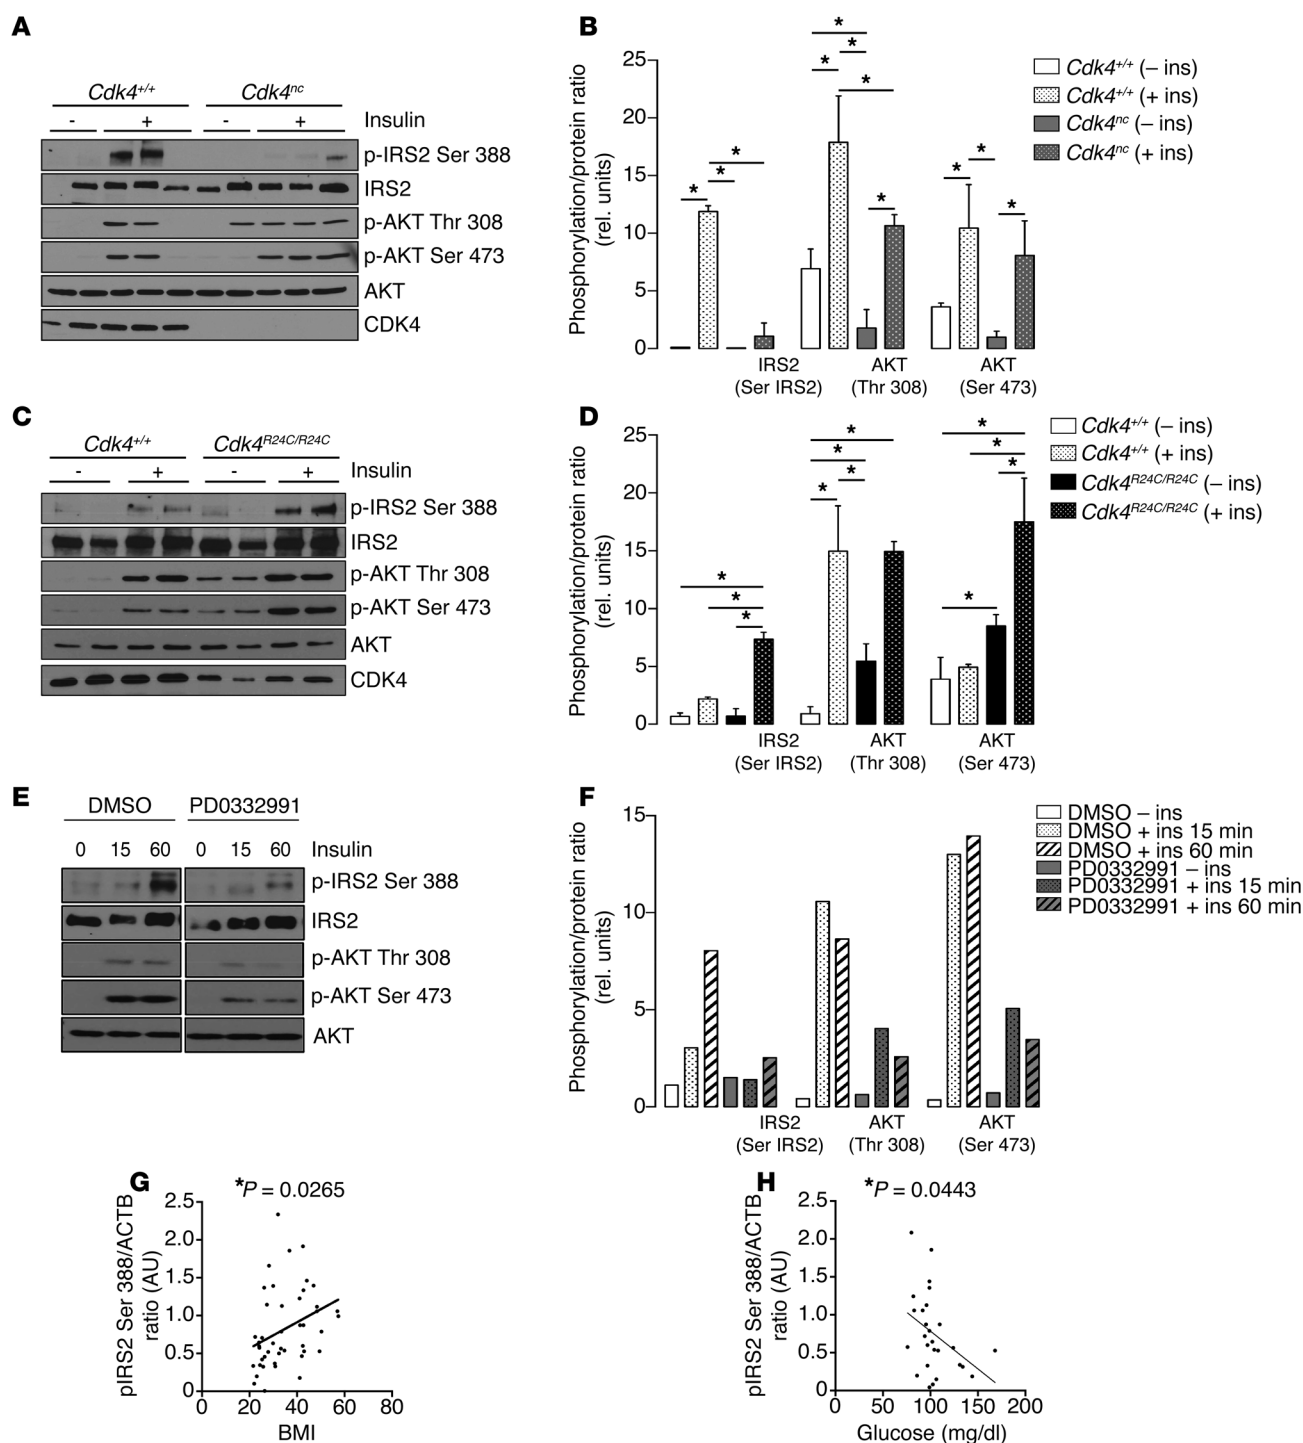 A
Cdk4+/+ Cdk4nc
- + - + Insulin
p-IRS2 Ser 388
IRS2
p-AKT Thr 308
p-AKT Ser 473
AKT
CDK4
B
Phosphorylation/protein ratio
(rel. units)
25
20
15
10
5
0
* * * * * * * * * * *
IRS2
(Ser IRS2)
AKT
(Thr 308)
AKT
(Ser 473)
Cdk4+/+ (– ins)
Cdk4+/+ (+ ins)
Cdk4nc (– ins)
Cdk4nc (+ ins)
C
Cdk4+/+ Cdk4R24C/R24C
- + - + Insulin
p-IRS2 Ser 388
IRS2
p-AKT Thr 308
p-AKT Ser 473
AKT
CDK4
D
Phosphorylation/protein ratio
(rel. units)
25
20
15
10
5
0
* * * * * * * * * * *
IRS2
(Ser IRS2)
AKT
(Thr 308)
AKT
(Ser 473)
Cdk4+/+ (– ins)
Cdk4+/+ (+ ins)
Cdk4R24C/R24C (– ins)
Cdk4R24C/R24C (+ ins)
E
DMSO PD0332991
0 15 60 0 15 60 Insulin
p-IRS2 Ser 388
IRS2
p-AKT Thr 308
p-AKT Ser 473
AKT
F
Phosphorylation/protein ratio
(rel. units)
15
10
5
0
IRS2
(Ser IRS2)
AKT
(Thr 308)
AKT
(Ser 473)
DMSO – ins
DMSO + ins 15 min
DMSO + ins 60 min
PD0332991 – ins
PD0332991 + ins 15 min
PD0332991 + ins 60 min
G
*P = 0.0265
pIRS2 Ser 388/ACTB
ratio (AU)
2.5
2.0
1.5
1.0
0.5
0
0 20 40 60 80
BMI
H
*P = 0.0443
pIRS2 Ser 388/ACTB
ratio (AU)
2.5
2.0
1.5
1.0
0.5
0
0 50 100 150 200
Glucose (mg/dl)